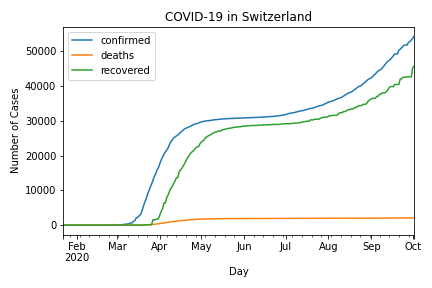 COVID-19 in Switzerland
confirmed
deaths
recovered
Number of Cases
50000
40000
30000
20000
10000
0
Feb Mar Apr May Jun Jul Aug Sep Oct
2020
Day